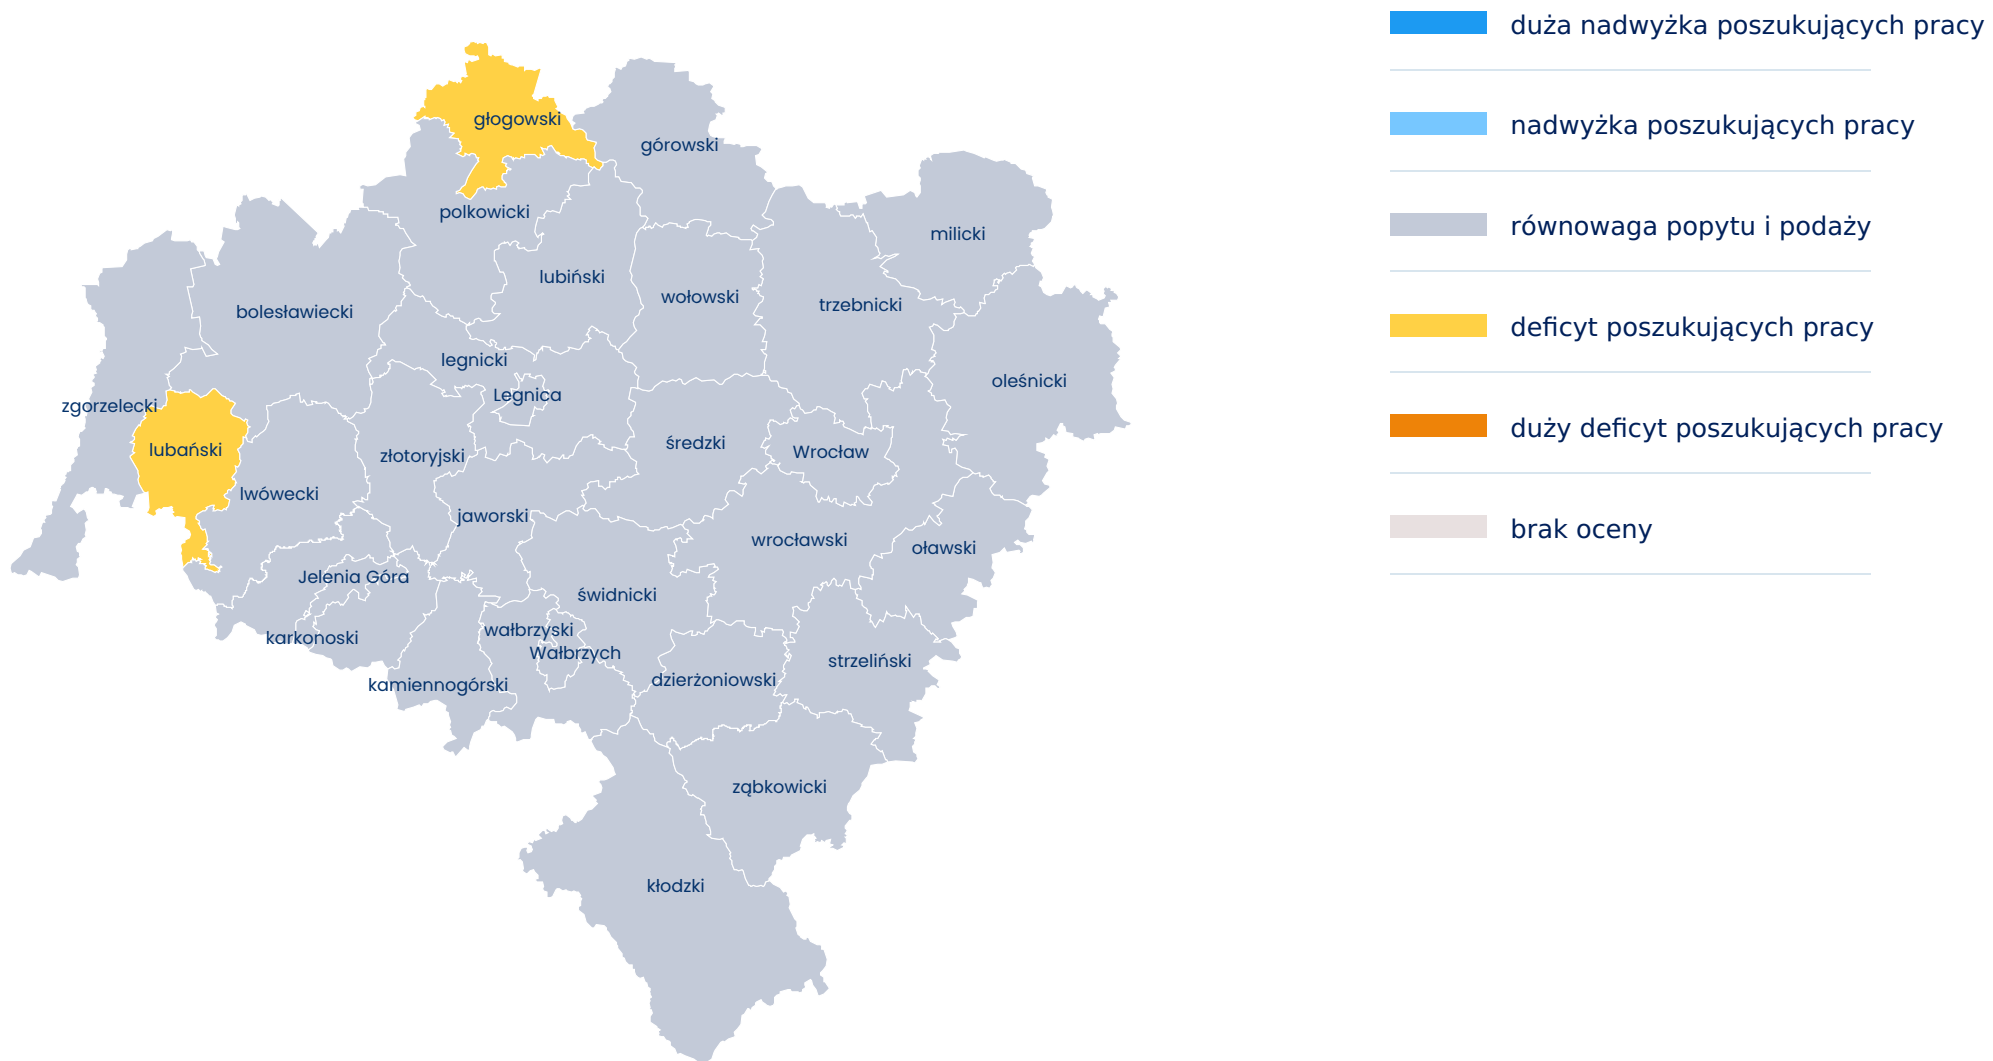 duża nadwyżka poszukujących pracy
nadwyżka poszukujących pracy
równowaga popytu i podaży
deficyt poszukujących pracy
duży deficyt poszukujących pracy
brak oceny
głogowski
górowski
polkowicki
milicki
lubiński
wołowski
trzebnicki
bolesławiecki
legnicki
oleśnicki
Legnica
zgorzelecki
lubański
średzki
Wrocław
złotoryjski
lwówecki
jaworski
wrocławski
oławski
Jelenia Góra
świdnicki
wałbrzyski
karkonoski
Wałbrzych
strzeliński
dzierżoniowski
kamiennogórski
ząbkowicki
kłodzki